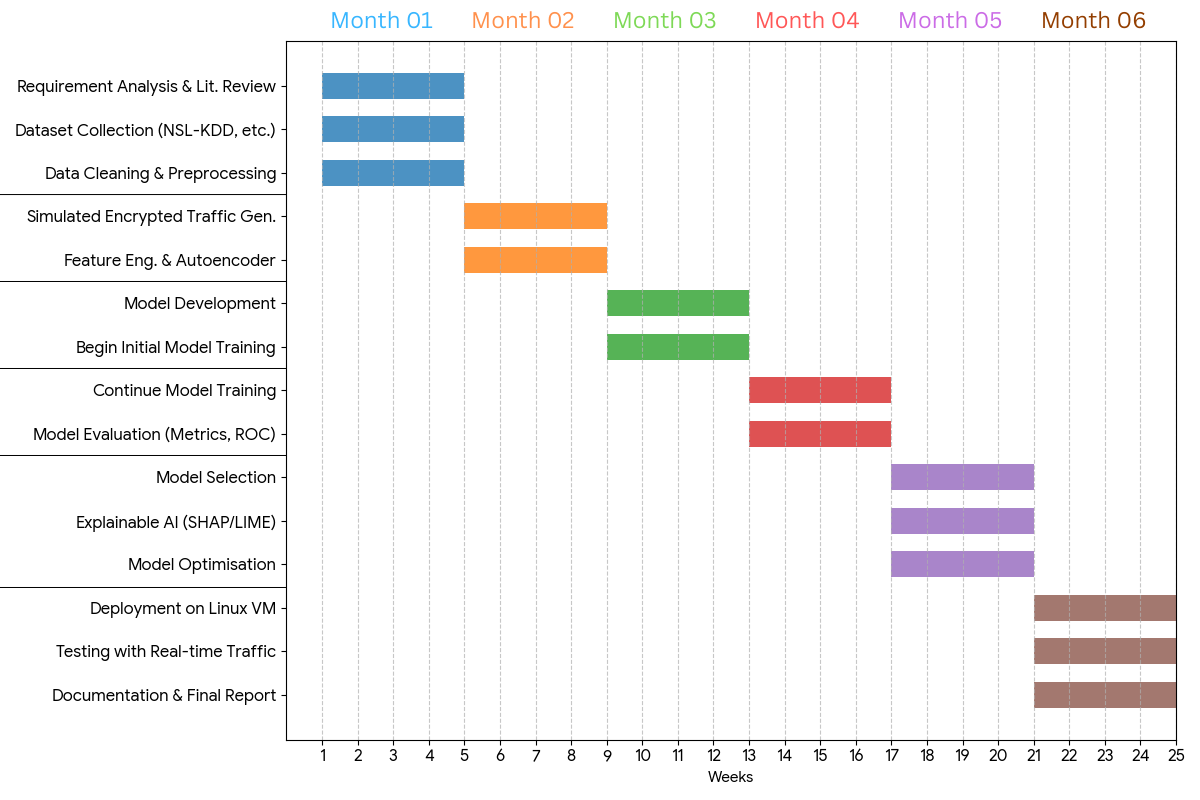 Month 01 Month 02 Month 03 Month 04 Month 05 Month 06
Requirement Analysis & Lit. Review
Dataset Collection (NSL-KDD, etc.)
Data Cleaning & Preprocessing
Simulated Encrypted Traffic Gen.
Feature Eng. & Autoencoder
Model Development
Begin Initial Model Training
Continue Model Training
Model Evaluation (Metrics, ROC)
Model Selection
Explainable AI (SHAP/LIME)
Model Optimisation
Deployment on Linux VM
Testing with Real-time Traffic
Documentation & Final Report
1 2 3 4 5 6 7 8 9 10 11 12 13 14 15 16 17 18 19 20 21 22 23 24 25
Weeks